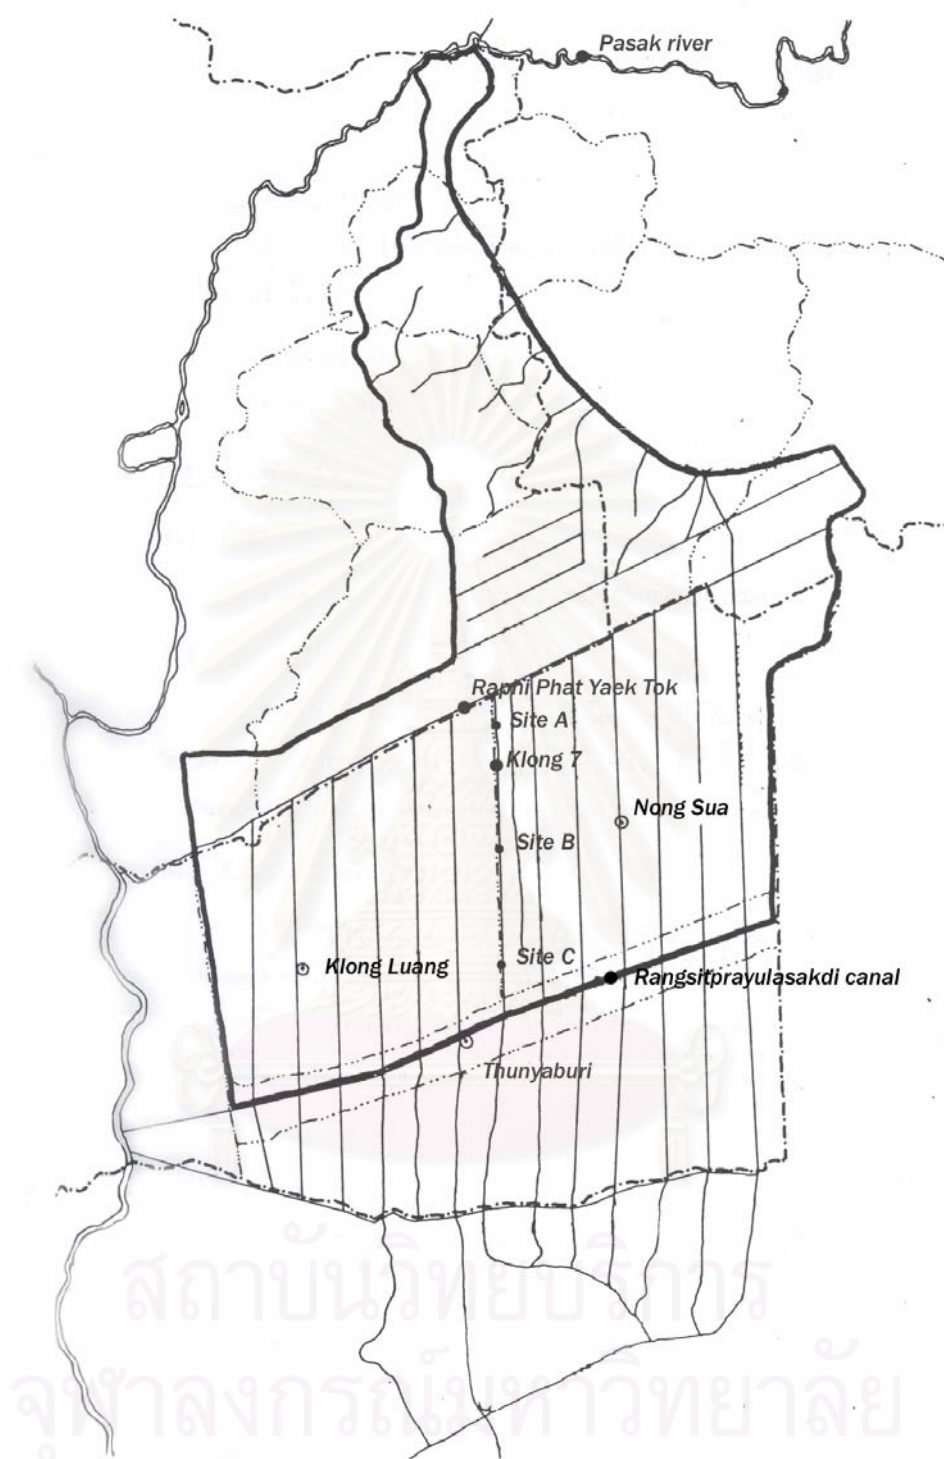 Pasak river
Raphi Phat Yaek Tok
Site A
Klong 7
Nong Sua
Site B
Site C
Klong Luang
Rangsitprayulasakdi canal
Thunyaburi
สถาบันวิทยบริการ
จุฬาลงกรณ์มหาวิทยาลัย